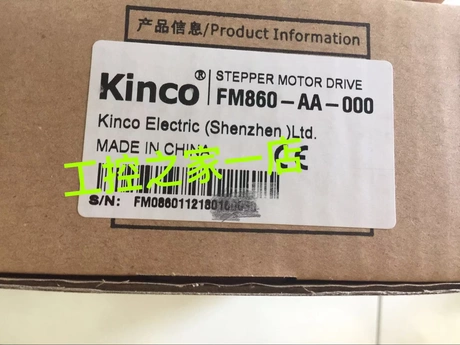 产品信息/Product Information
Kinco®
STEPPER MOTOR DRIVE
FM860-AA-000
Kinco Electric (Shenzhen )Ltd.
MADE IN CHINA
CE
工控之家一店
S/N: